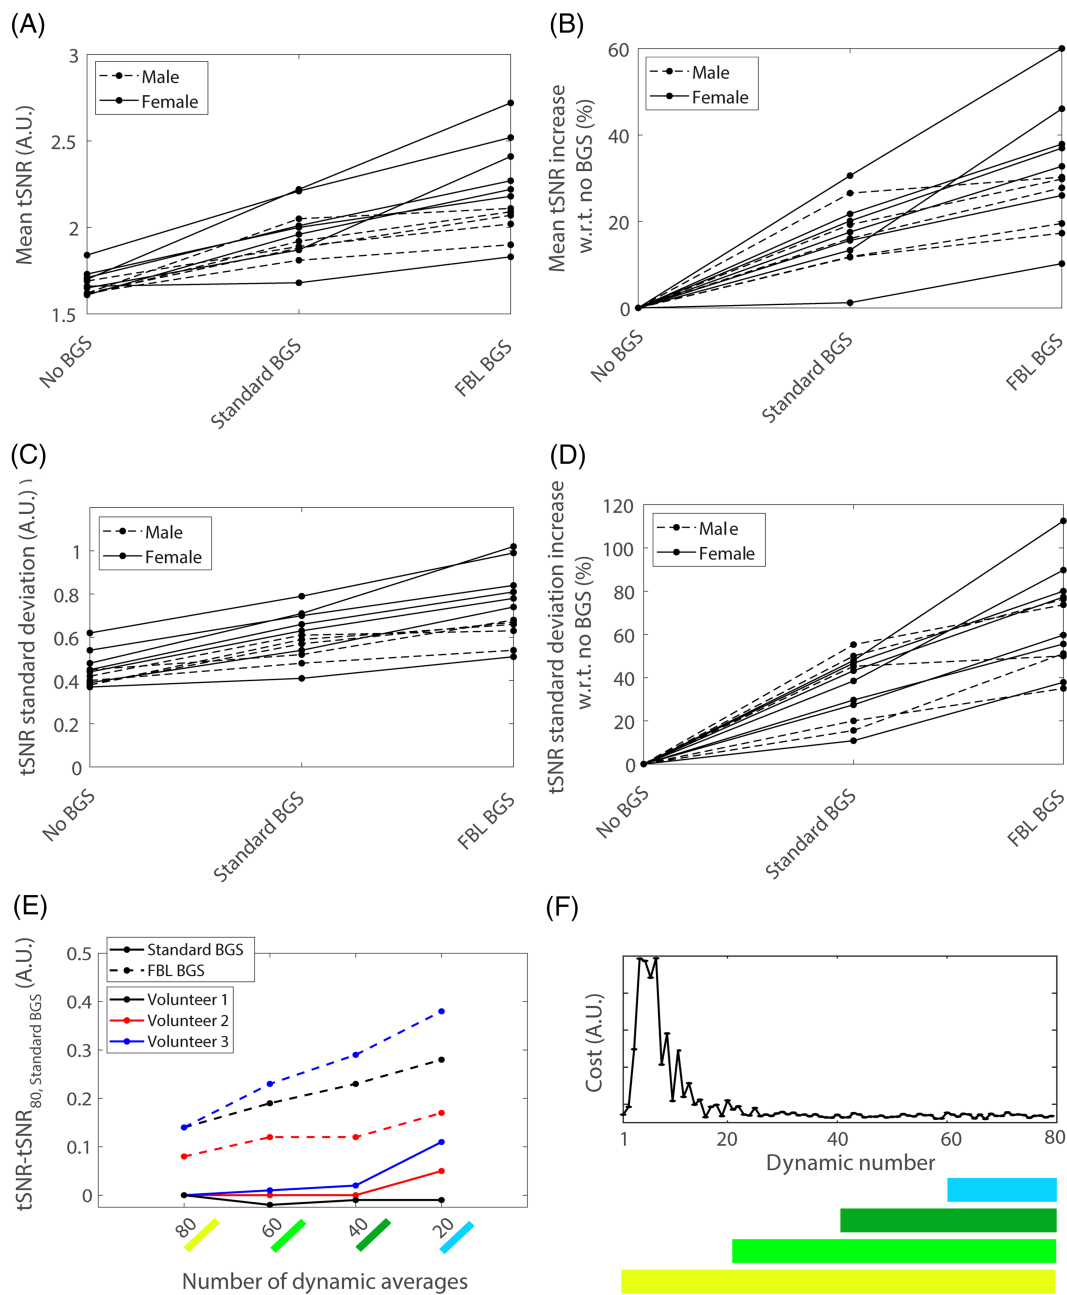 (A)
Mean tSNR (A.U.)
3
2.5
2
1.5
Male
Female
No BGS
Standard BGS
FBL BGS
(B)
Mean tSNR increase
w.r.t. no BGS (%)
60
40
20
0
Male
Female
No BGS
Standard BGS
FBL BGS
(C)
tSNR standard deviation (A.U.)
1
0.8
0.6
0.4
0.2
0
Male
Female
No BGS
Standard BGS
FBL BGS
(D)
tSNR standard deviation increase
w.r.t. no BGS (%)
120
100
80
60
40
20
0
Male
Female
No BGS
Standard BGS
FBL BGS
(E)
tSNR-tSNR80, Standard BGS (A.U.)
0.5
0.4
0.3
0.2
0.1
0
Standard BGS
FBL BGS
Volunteer 1
Volunteer 2
Volunteer 3
80
60
40
20
Number of dynamic averages
(F)
Cost (A.U.)
1
20
40
60
80
Dynamic number